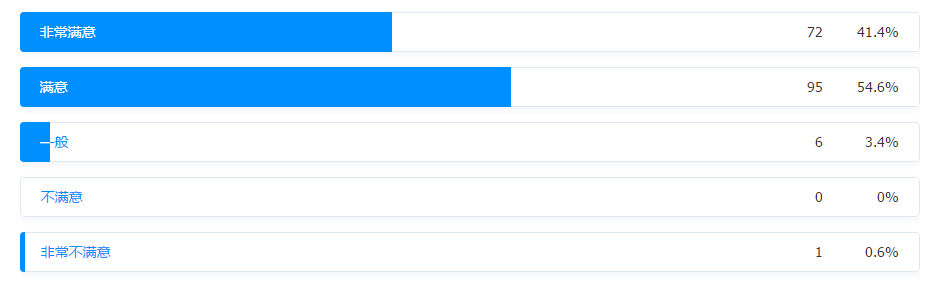 非常满意 72 41.4%
满意 95 54.6%
一般 6 3.4%
不满意 0 0%
非常不满意 1 0.6%